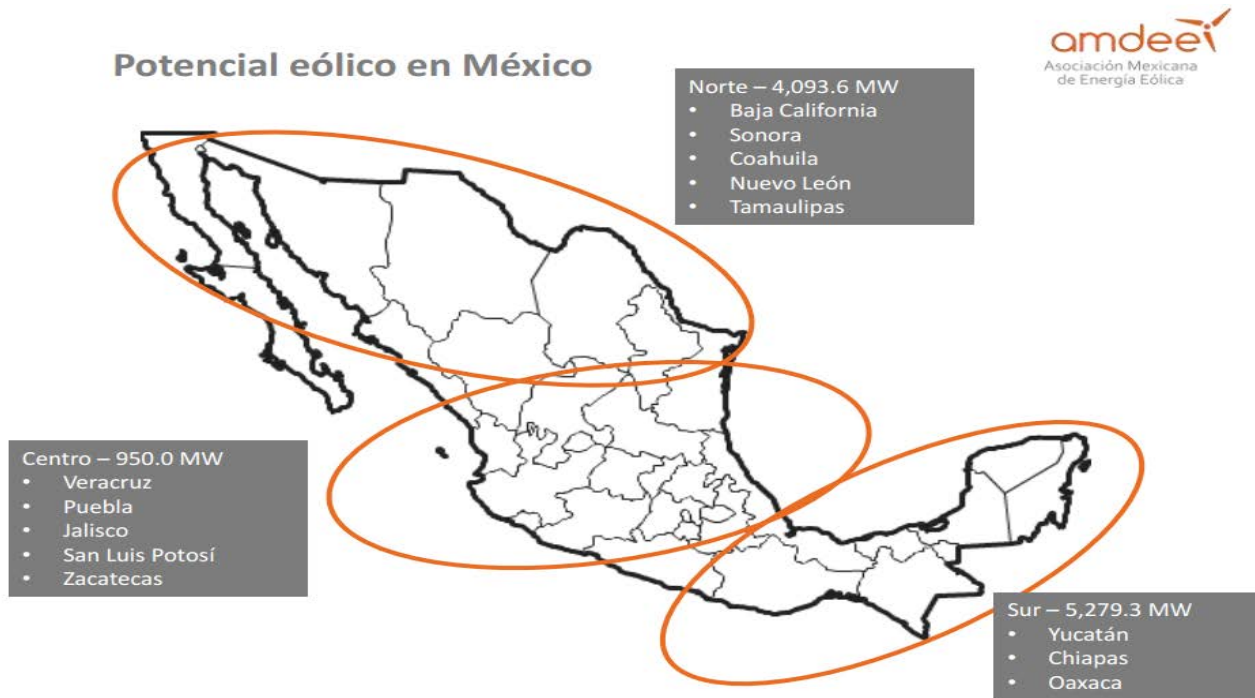 Potencial eólico en México
amdee
Asociación Mexicana
de Energía Eólica
Norte – 4,093.6 MW
• Baja California
• Sonora
• Coahuila
• Nuevo León
• Tamaulipas
Centro – 950.0 MW
• Veracruz
• Puebla
• Jalisco
• San Luis Potosí
• Zacatecas
Sur – 5,279.3 MW
• Yucatán
• Chiapas
• Oaxaca